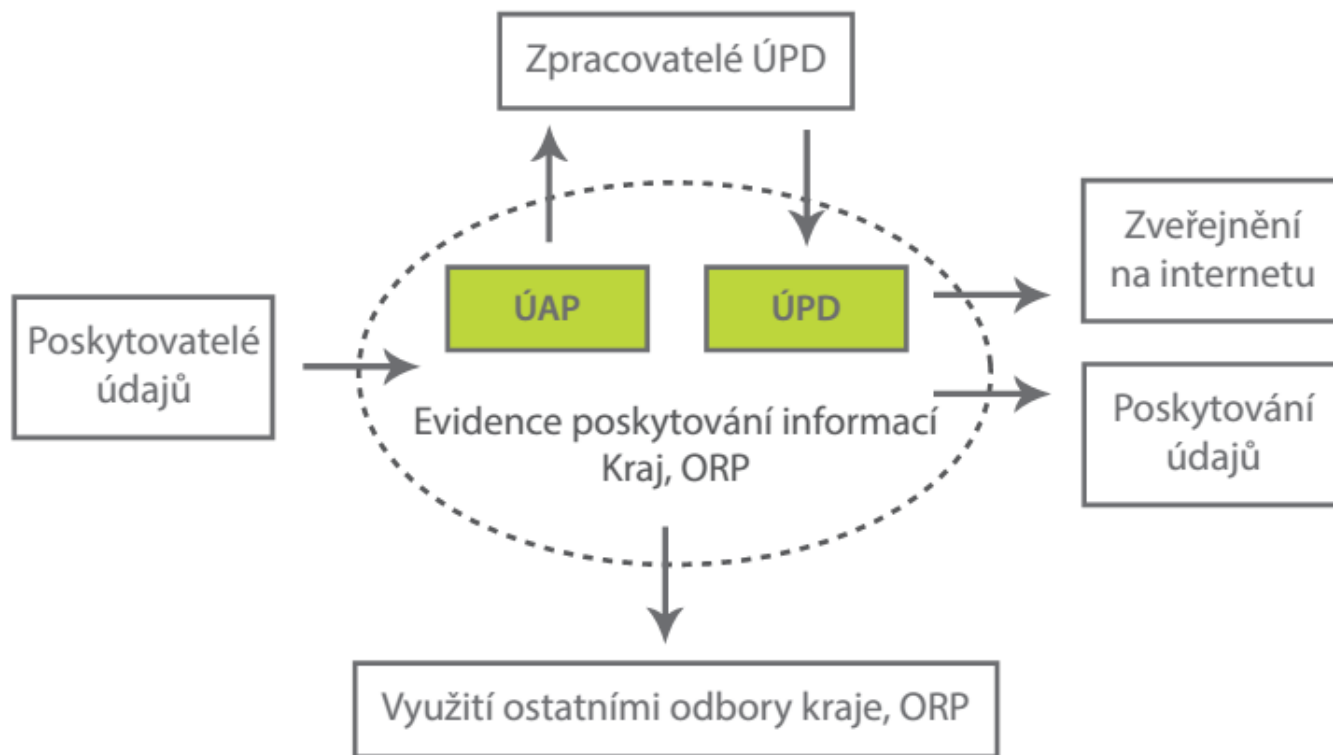 Zpracovatelé ÚPD
Zveřejnění
na internetu
ÚAP
ÚPD
Poskytovatelé
údajů
Poskytování
údajů
Evidence poskytování informací
Kraj, ORP
Využití ostatními odbory kraje, ORP